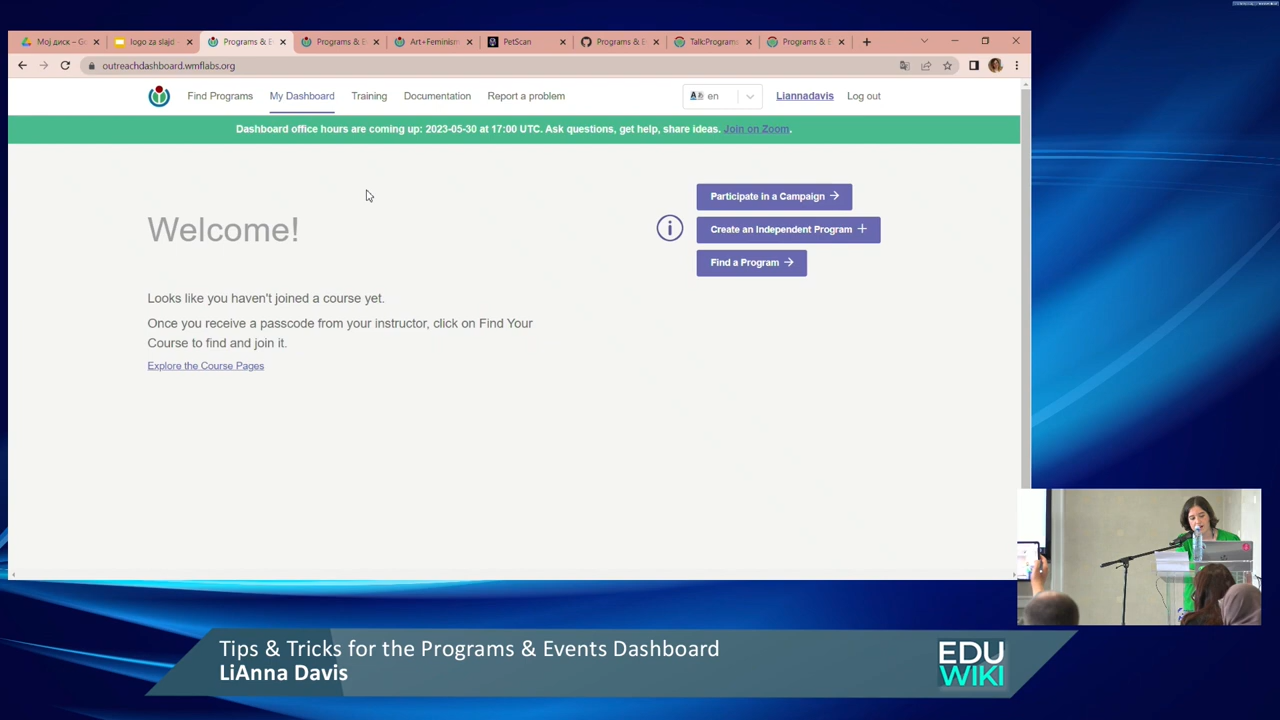 Мој диск – Go
logo za slajd -
Programs & E
Programs & E
Art+Feminism
PetScan
Programs & E
Talk:Programs
Programs & E
outreachdashboard.wmflabs.org
Find Programs
My Dashboard
Training
Documentation
Report a problem
en
Liannadavis
Log out
Dashboard office hours are coming up: 2023-05-30 at 17:00 UTC. Ask questions, get help, share ideas. Join on Zoom.
Participate in a Campaign
Welcome!
Create an Independent Program
Find a Program
Looks like you haven't joined a course yet.
Once you receive a passcode from your instructor, click on Find Your
Course to find and join it.
Explore the Course Pages
Tips & Tricks for the Programs & Events Dashboard
LiAnna Davis
EDU
WIKI